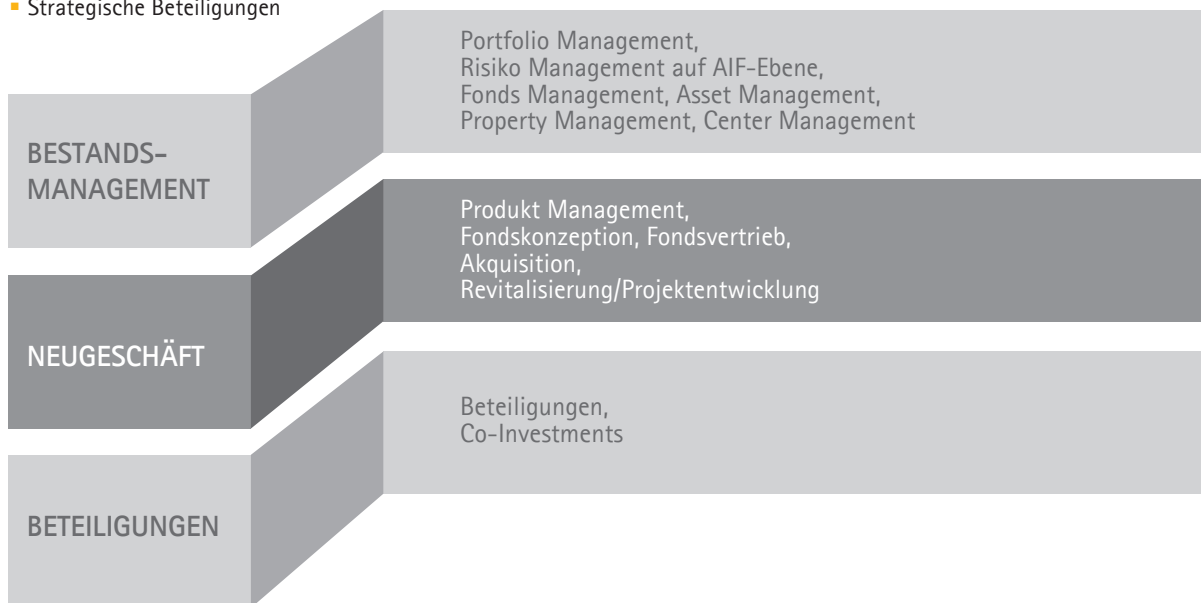 Strategische Beteiligungen
Portfolio Management,
Risiko Management auf AIF-Ebene,
Fonds Management, Asset Management,
Property Management, Center Management
BESTANDS-
MANAGEMENT
Produkt Management,
Fondskonzeption, Fondsvertrieb,
Akquisition,
Revitalisierung/Projektentwicklung
NEUGESCHÄFT
Beteiligungen,
Co-Investments
BETEILIGUNGEN